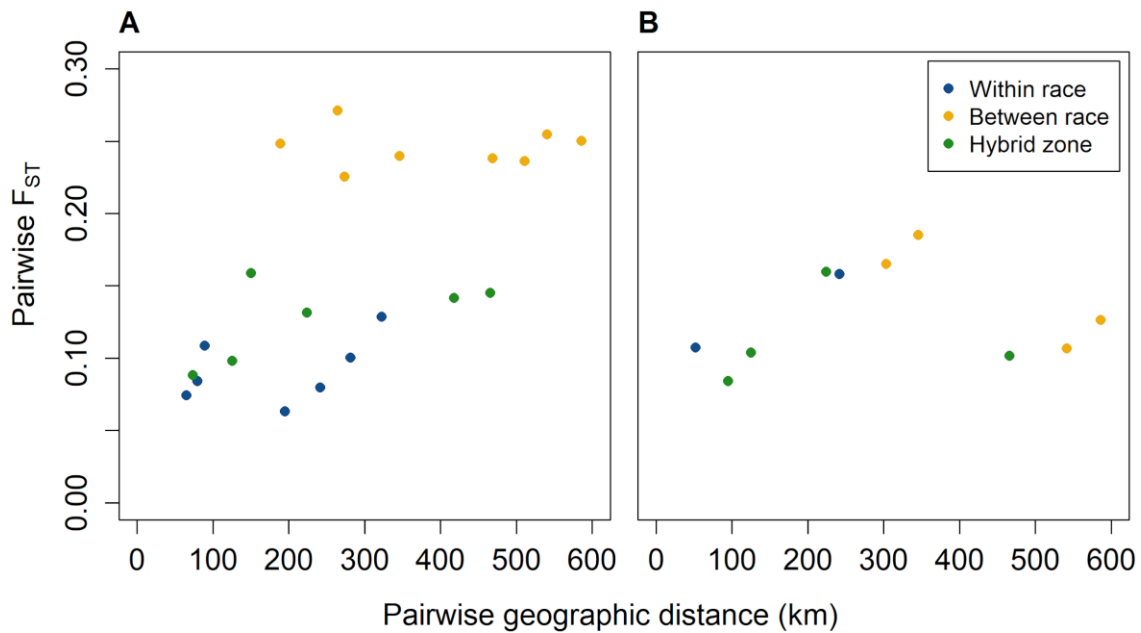 A
B
Pairwise FST
0.30
0.20
0.10
0.00
Within race
Between race
Hybrid zone
0 100 200 300 400 500 600
0 100 200 300 400 500 600
Pairwise geographic distance (km)